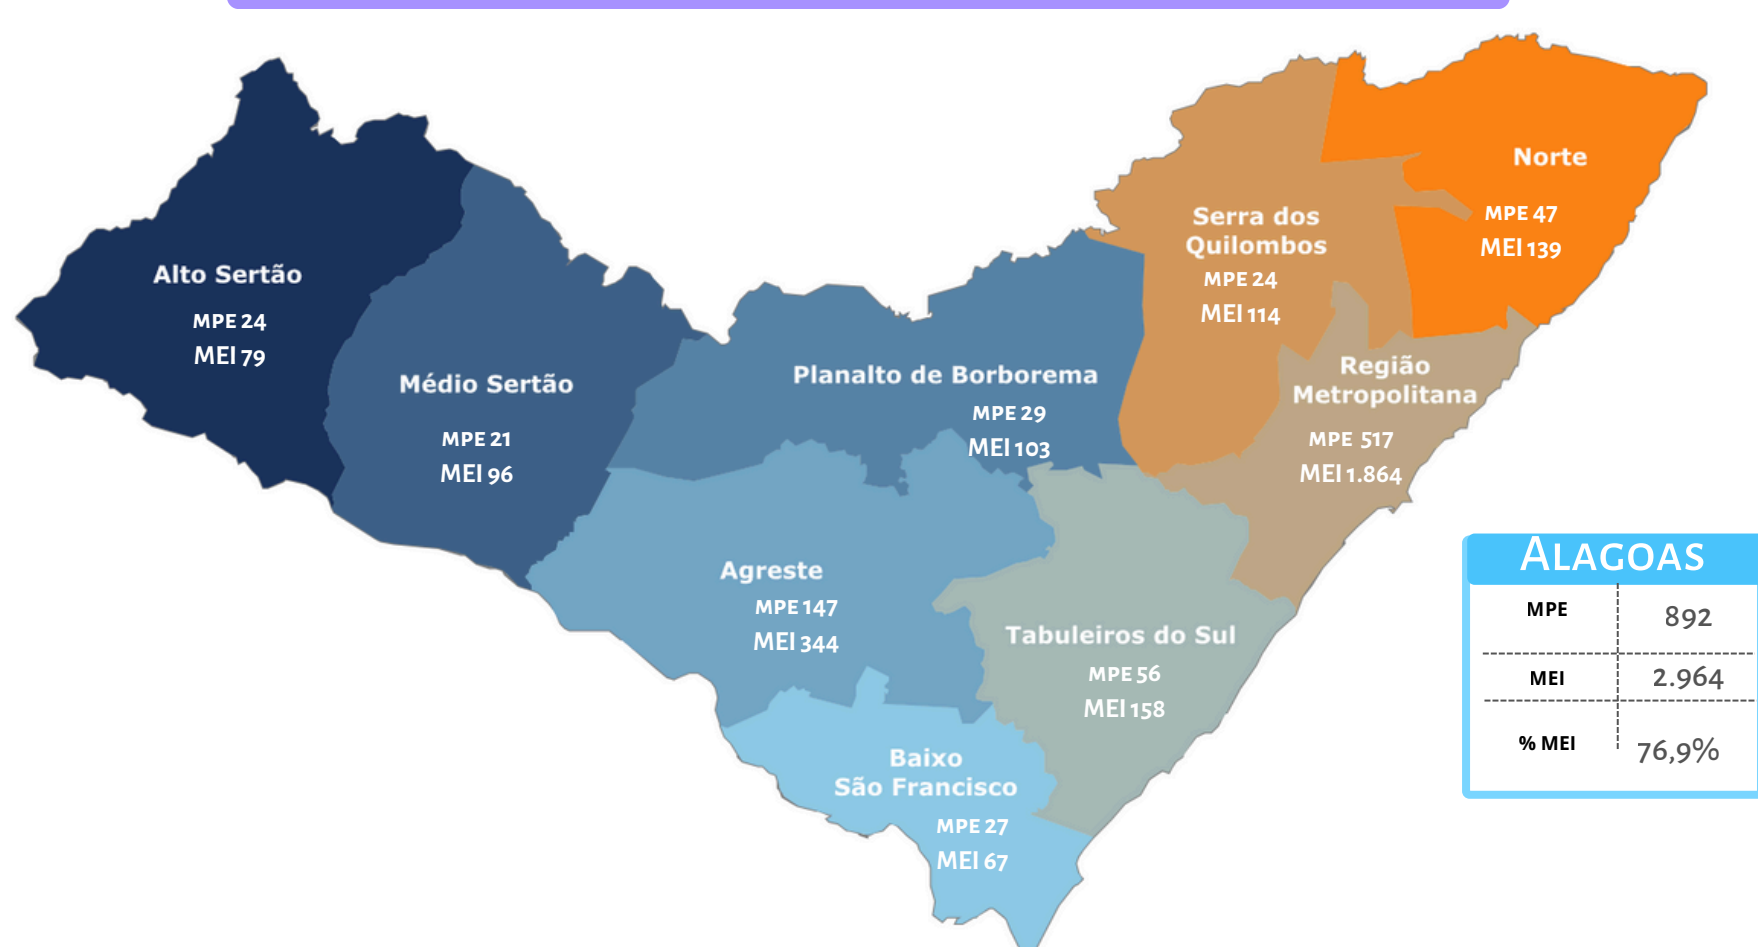 Alto Sertão
MPE 24
MEI 79
Médio Sertão
MPE 21
MEI 96
Planalto de Borborema
MPE 29
MEI 103
Serra dos
Quilombos
MPE 24
MEI 114
Norte
MPE 47
MEI 139
Região
Metropolitana
MPE 517
MEI 1.864
Agreste
MPE 147
MEI 344
Tabuleiros do Sul
MPE 56
MEI 158
Baixo
São Francisco
MPE 27
MEI 67
ALAGOAS
MPE 892
MEI 2.964
% MEI 76,9%